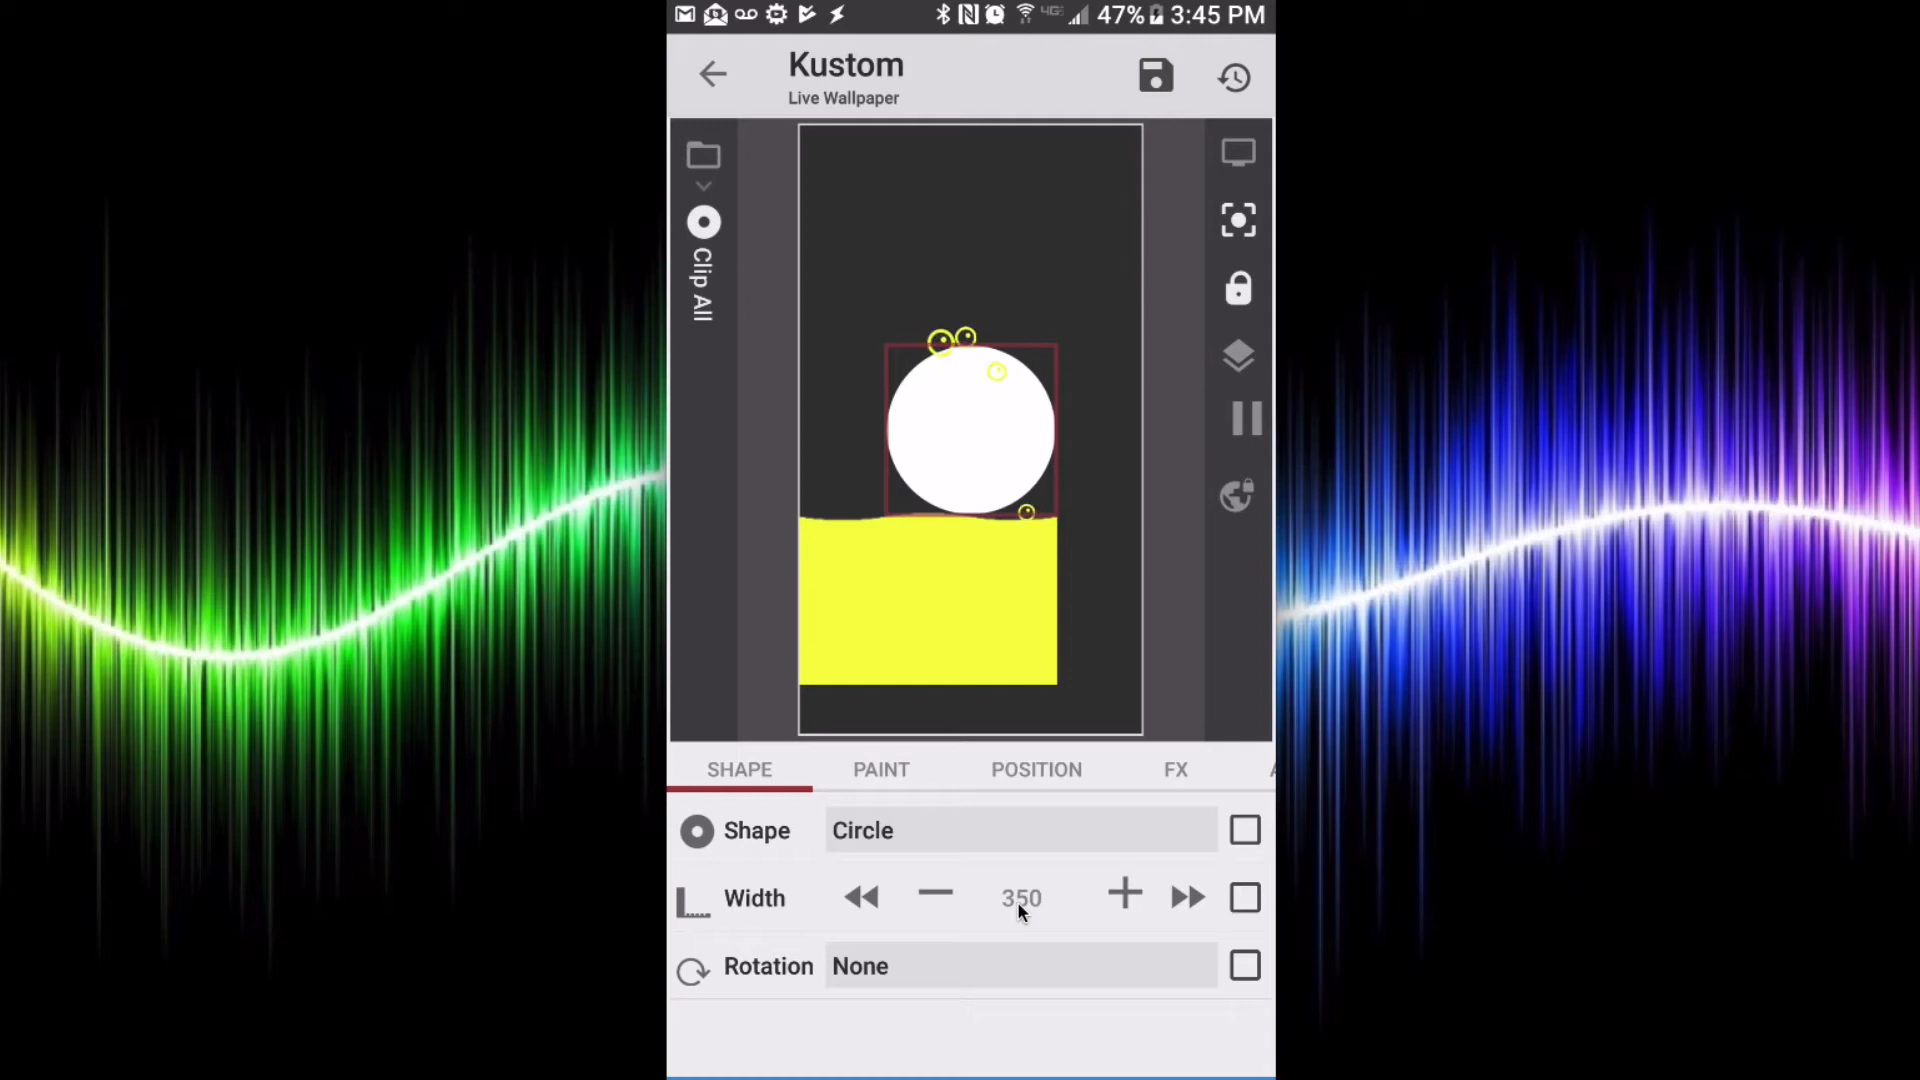 4G 47% 3:45 PM
Kustom
Live Wallpaper
Clip All
SHAPE PAINT POSITION FX
Shape Circle
Width 350
Rotation None